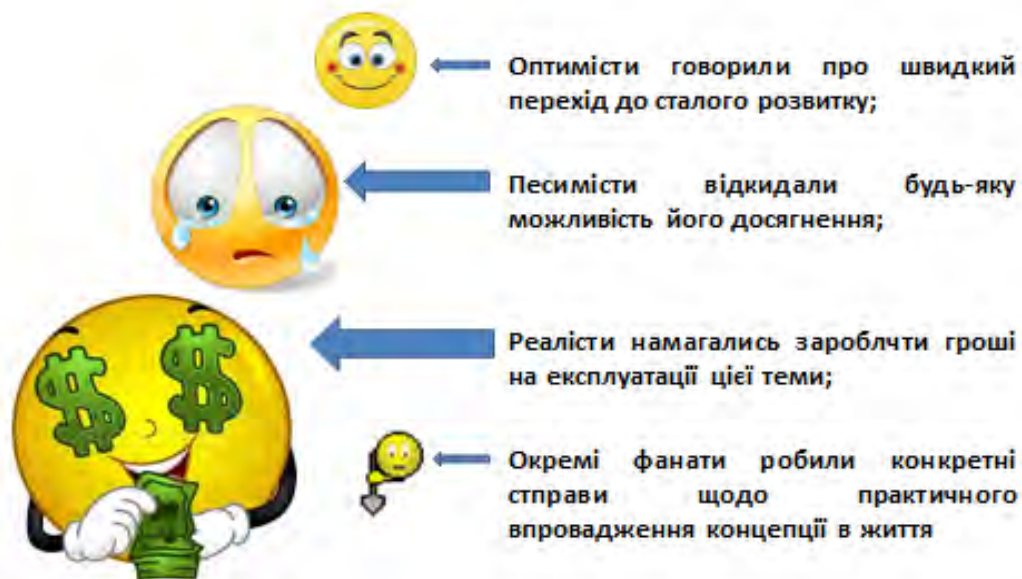 Оптимісти говорили про швидкий
перехід до сталого розвитку;
Песимісти відкидали будь-яку
можливість його досягнення;
Реалісти намагались зароблчти гроші
на експлуатації цієї теми;
Окремі фанати робили конкретні
стправи щодо практичного
впровадження концепції в життя